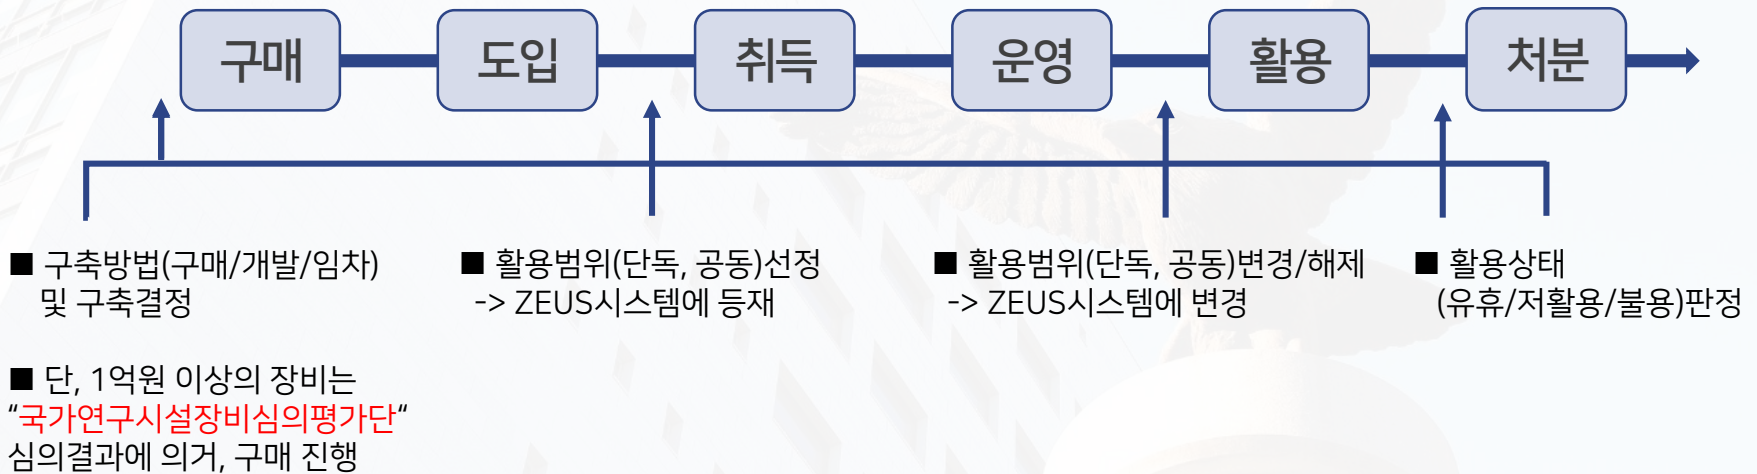 구매
도입
취득
운영
활용
처분
■ 구축방법(구매/개발/임차)
및 구축결정
■ 단, 1억원 이상의 장비는
“국가연구시설장비심의평가단“
심의결과에 의거, 구매 진행
■ 활용범위(단독, 공동)선정
-> ZEUS시스템에 등재
■ 활용범위(단독, 공동)변경/해제
-> ZEUS시스템에 변경
■ 활용상태
(유휴/저활용/불용)판정